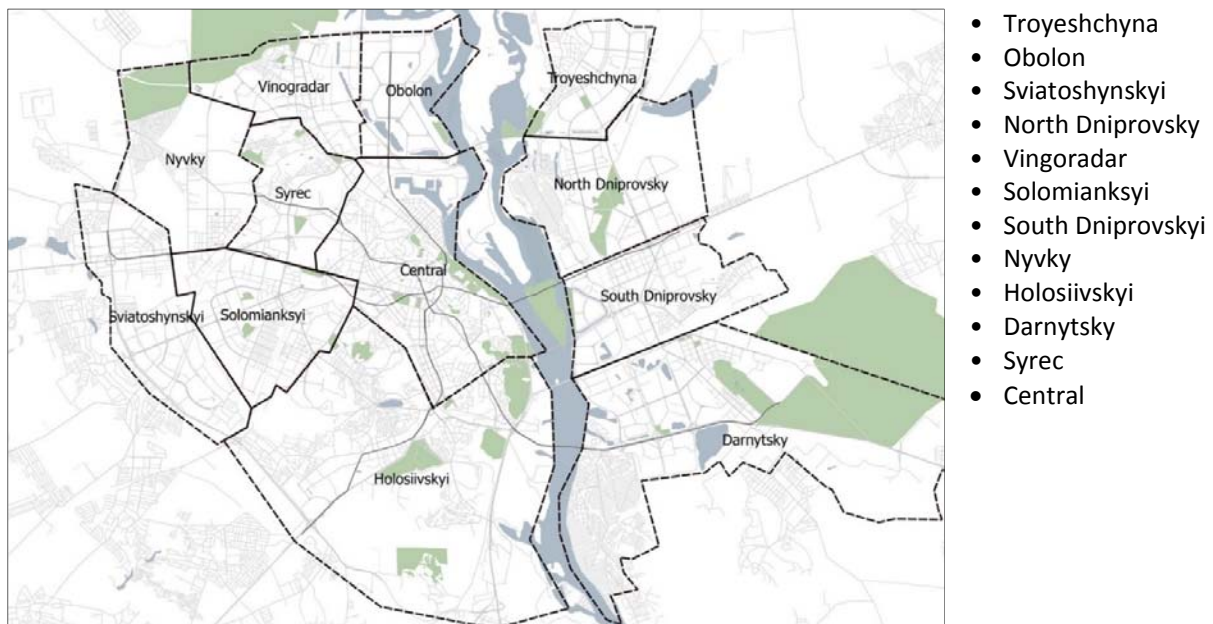 Vinogradar
Obolon
Troyeshchyna
Nyvky
Syrec
North Dniprovsky
Central
South Dniprovsky
Sviatoshynskyi
Solomianksyi
Darnytsky
Holosiivskyi
• Troyeshchyna
• Obolon
• Sviatoshynskyi
• North Dniprovsky
• Vingoradar
• Solomianksyi
• South Dniprovskyi
• Nyvky
• Holosiivskyi
• Darnytsky
• Syrec
• Central